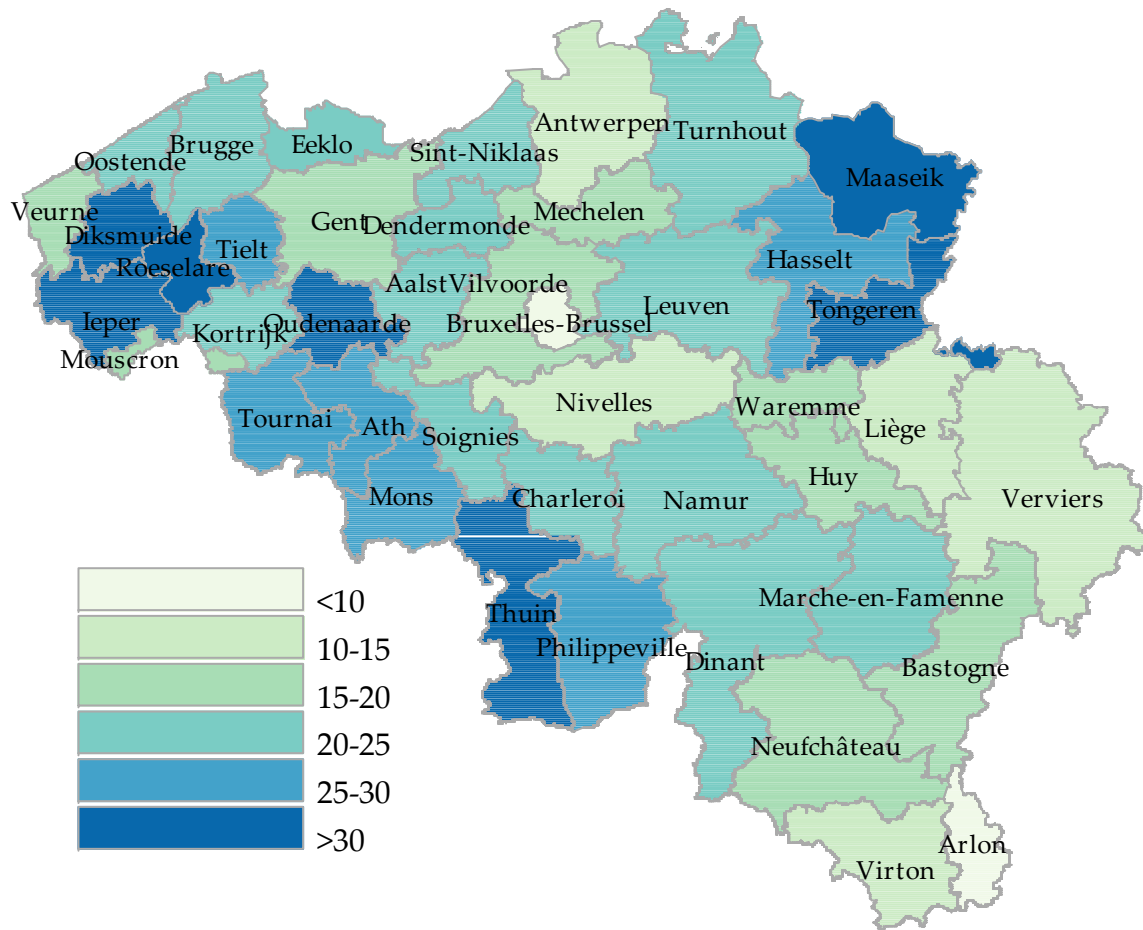 Antwerpen
Turnhout
Brugge
Eeklo
Sint-Niklaas
Oostende
Maaseik
Veurne
Gent
Dendermonde
Mechelen
Diksmuide
Tielt
Roeselare
Hasselt
Aalst
Vilvoorde
Leuven
Tongeren
Ieper
Kortrijk
Oudenaarde
Bruxelles-Brussel
Mouscron
Nivelles
Waremme
Tournai
Ath
Soignies
Liège
Huy
Mons
Charleroi
Namur
Verviers
<10
Thuin
Marche-en-Famenne
10-15
Philippeville
Dinant
Bastogne
15-20
20-25
Neufchâteau
25-30
>30
Arlon
Virton